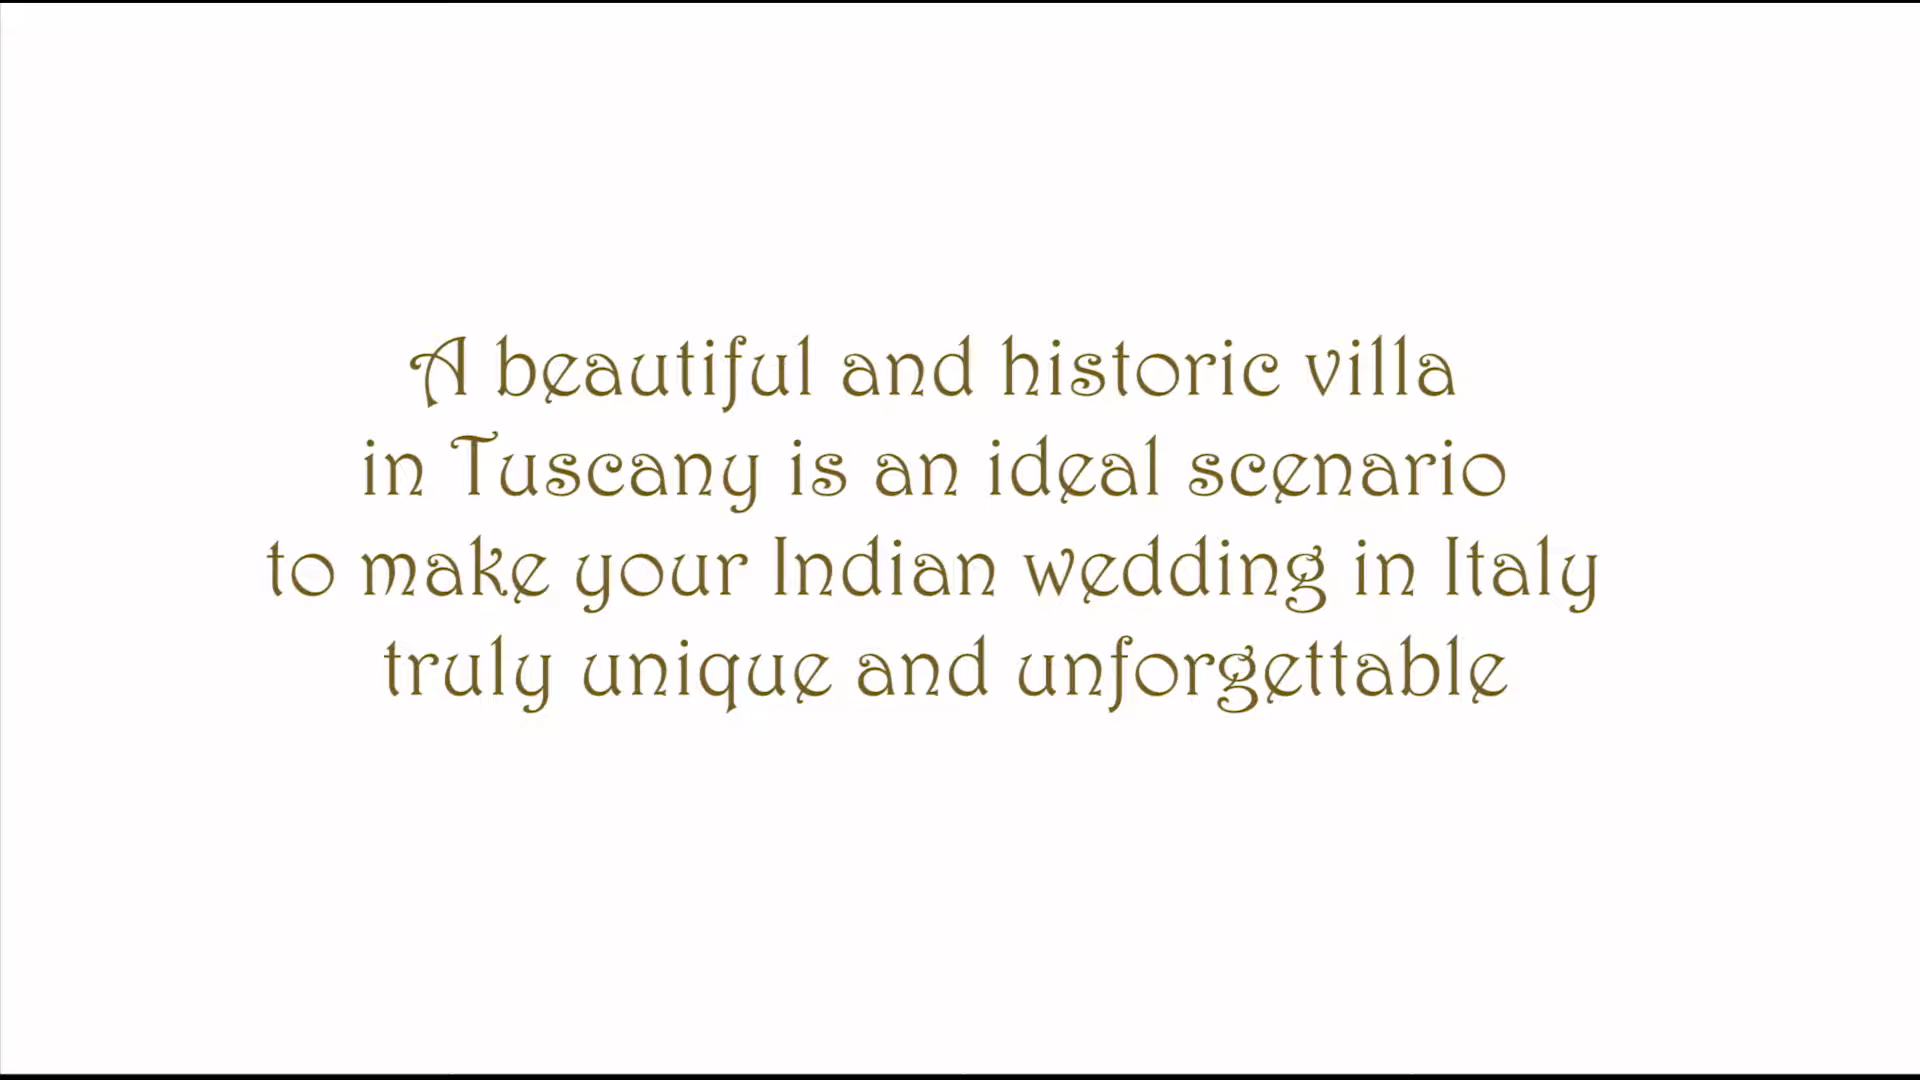 A beautiful and historic villa
in Tuscany is an ideal scenario
to make your Indian wedding in Italy
truly unique and unforgettable